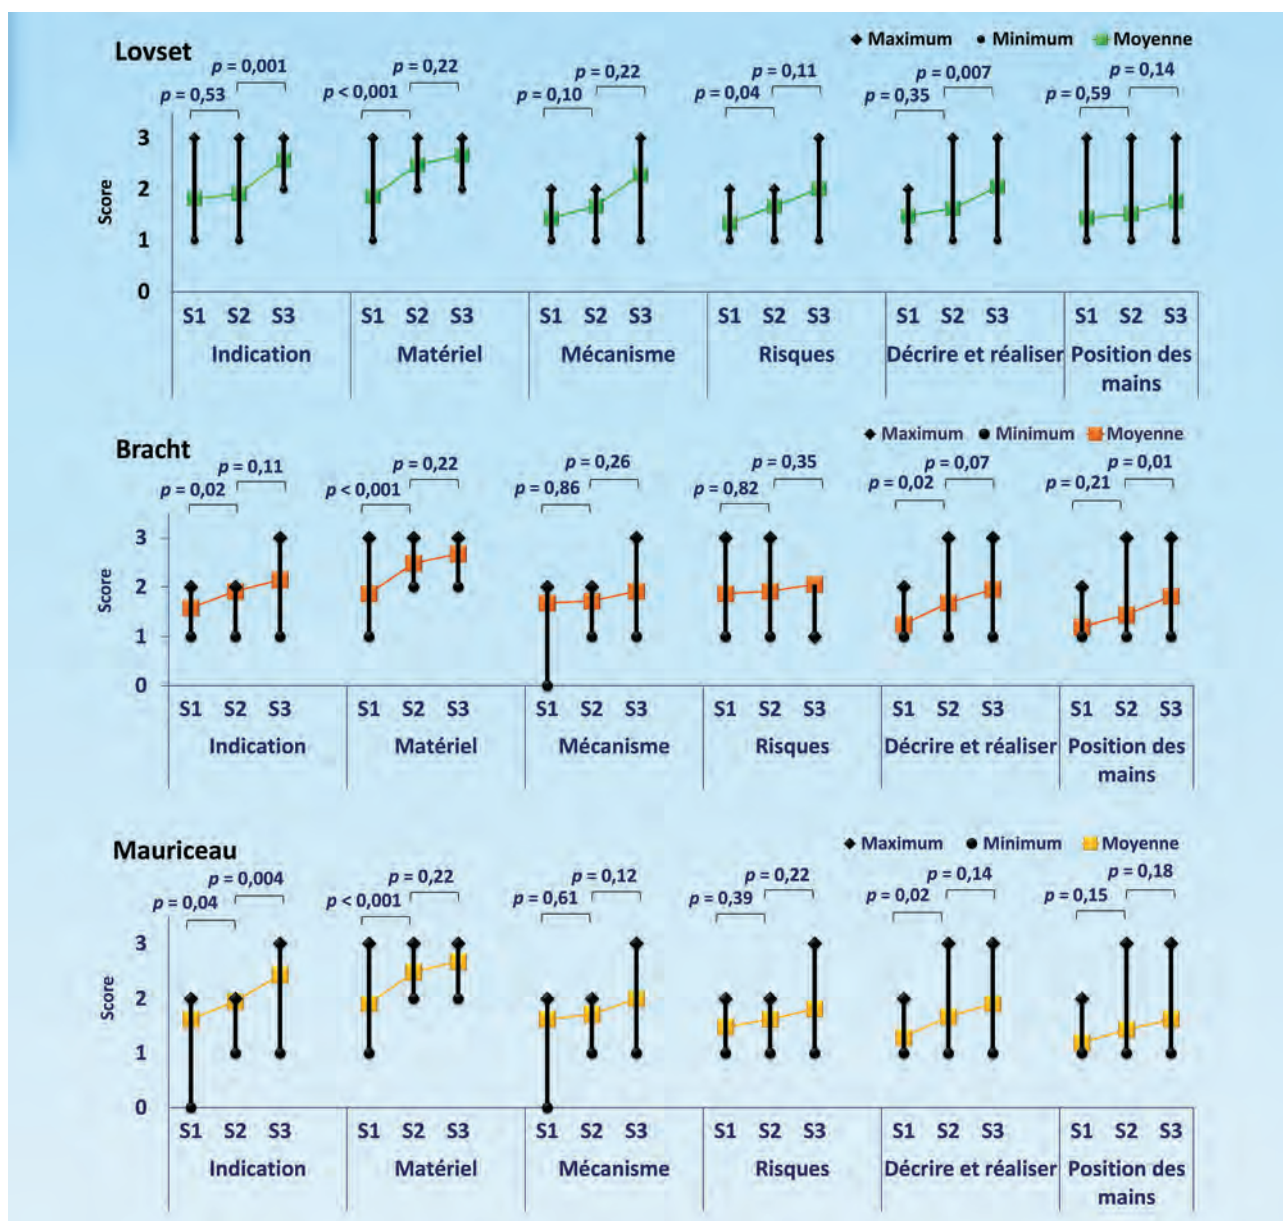 Lovset
Maximum Minimum Moyenne
p = 0,001 p = 0,22 p = 0,22 p = 0,11 p = 0,007 p = 0,14
p = 0,53 p < 0,001 p = 0,10 p = 0,04 p = 0,35 p = 0,59
3
2
1
0
Score
S1 S2 S3 S1 S2 S3 S1 S2 S3 S1 S2 S3 S1 S2 S3 S1 S2 S3
Indication Matériel Mécanisme Risques Décrire et réaliser Position des
mains
Bracht
Maximum Minimum Moyenne
p = 0,11 p = 0,22 p = 0,26 p = 0,35 p = 0,07 p = 0,01
p = 0,02 p < 0,001 p = 0,86 p = 0,82 p = 0,02 p = 0,21
3
2
1
0
Score
S1 S2 S3 S1 S2 S3 S1 S2 S3 S1 S2 S3 S1 S2 S3 S1 S2 S3
Indication Matériel Mécanisme Risques Décrire et réaliser Position des
mains
Mauriceau
Maximum Minimum Moyenne
p = 0,004 p = 0,22 p = 0,12 p = 0,22 p = 0,14 p = 0,18
p = 0,04 p < 0,001 p = 0,61 p = 0,39 p = 0,02 p = 0,15
3
2
1
0
Score
S1 S2 S3 S1 S2 S3 S1 S2 S3 S1 S2 S3 S1 S2 S3 S1 S2 S3
Indication Matériel Mécanisme Risques Décrire et réaliser Position des
mains